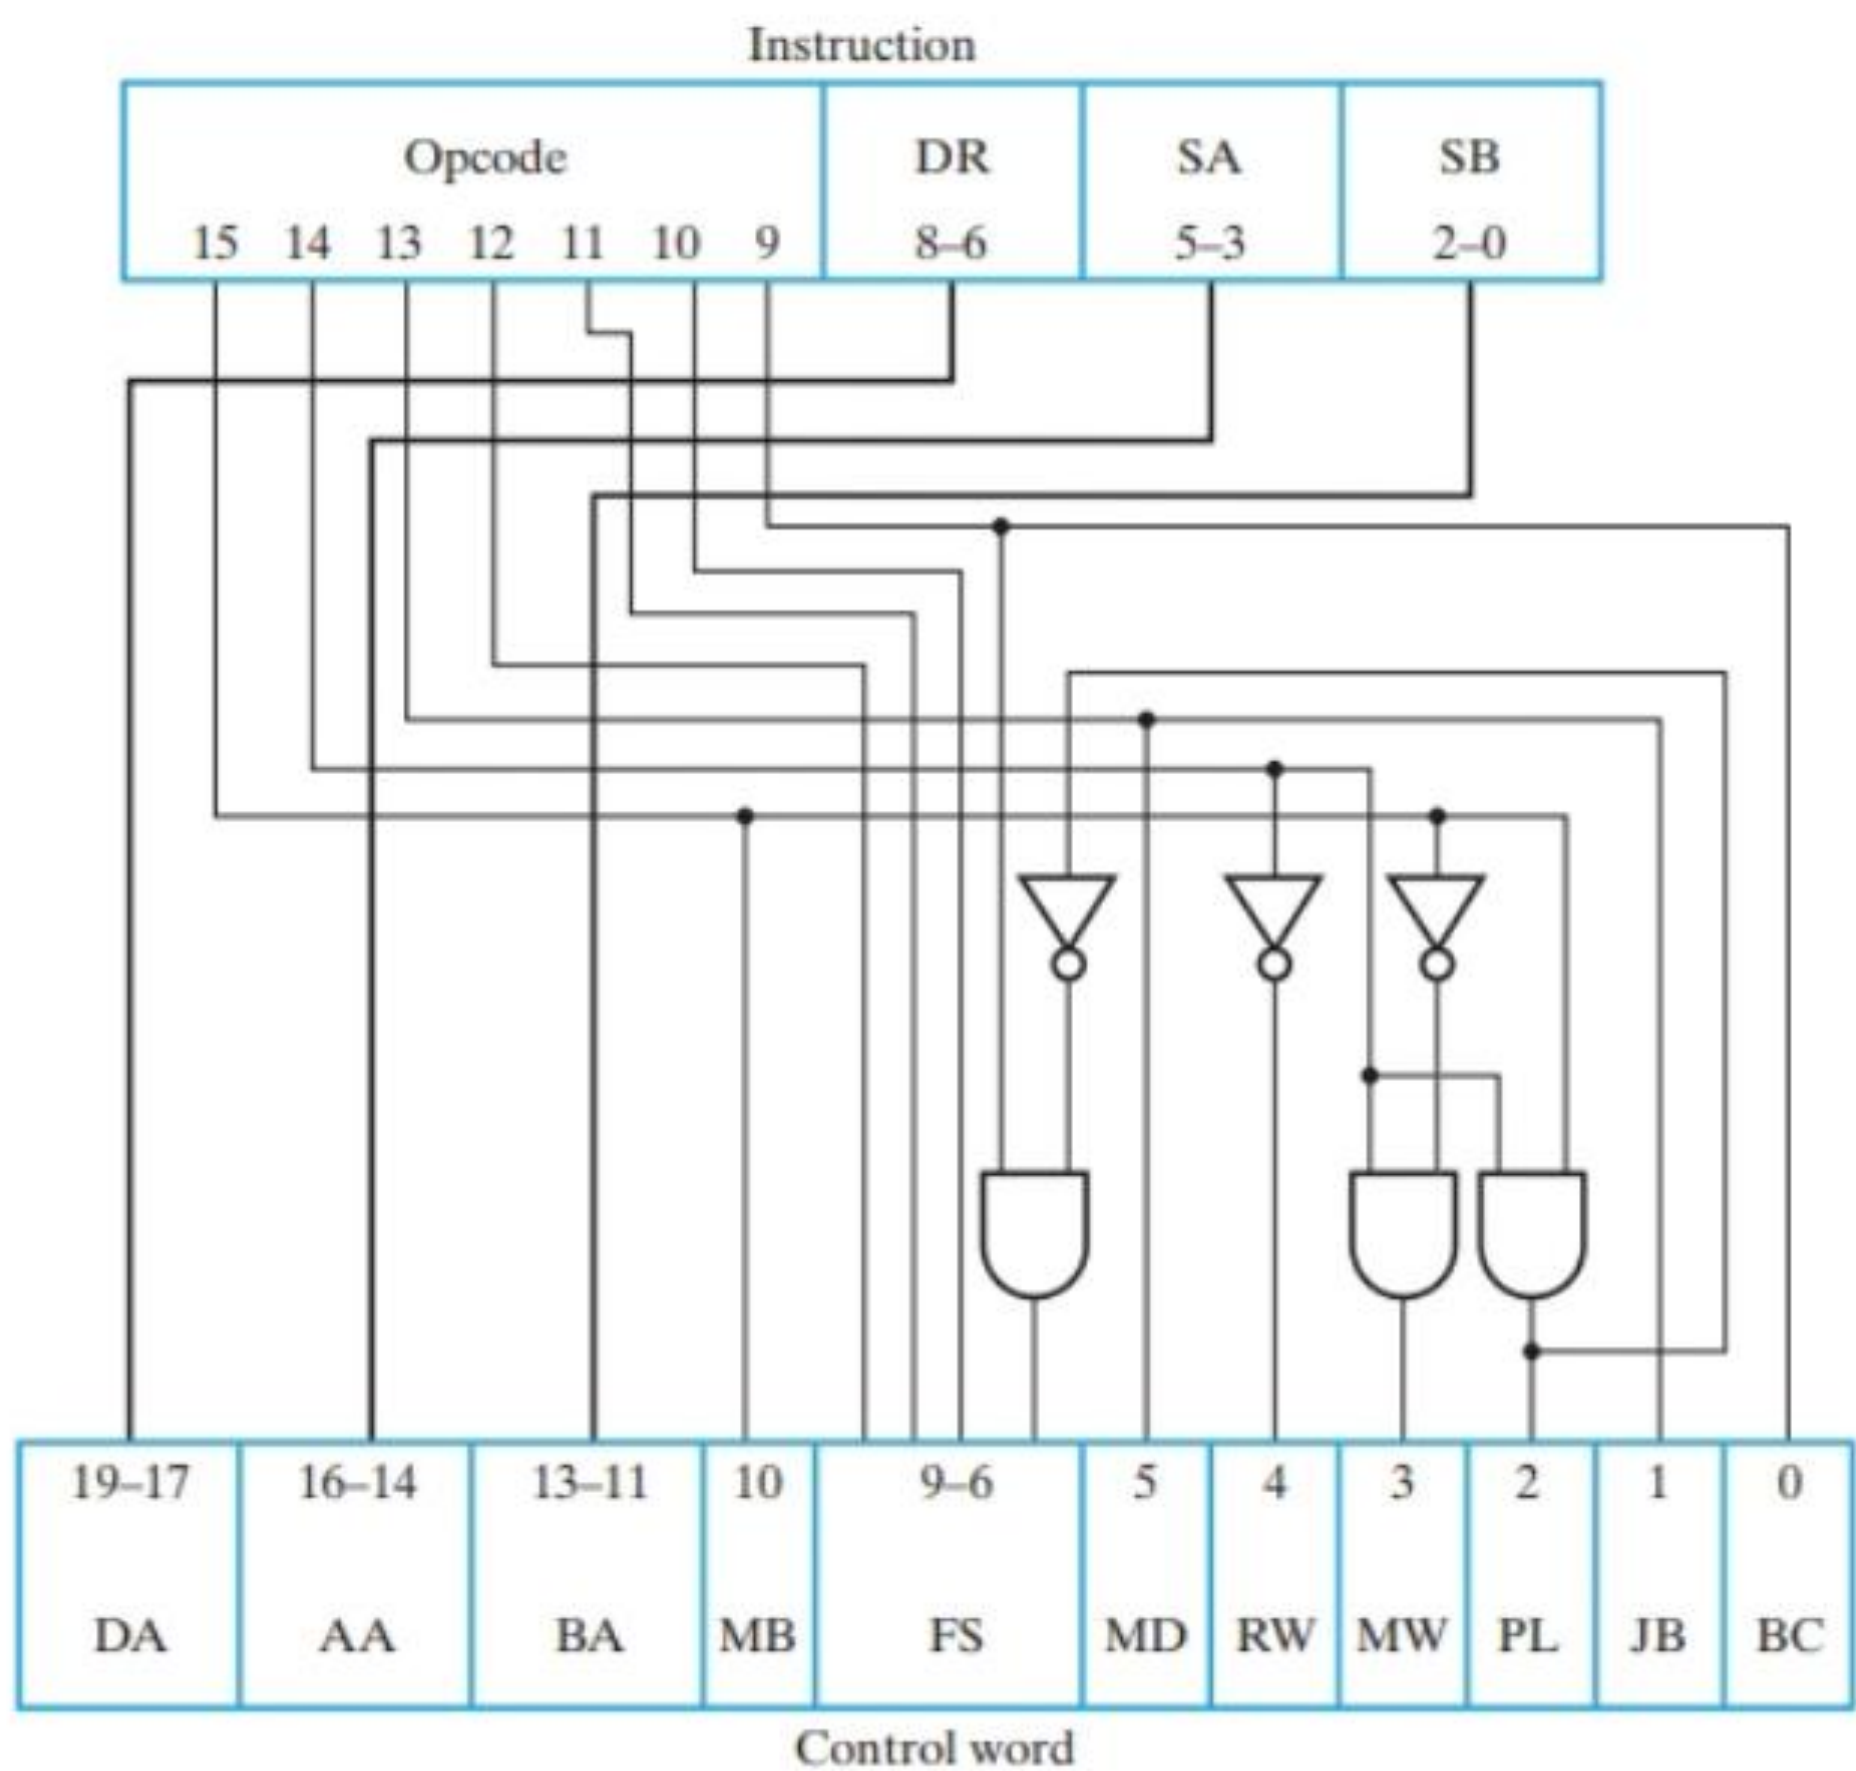 Instruction
Opcode DR SA SB
15 14 13 12 11 10 9 8–6 5–3 2–0
19–17 16–14 13–11 10 9–6 5 4 3 2 1 0
DA AA BA MB FS MD RW MW PL JB BC
Control word